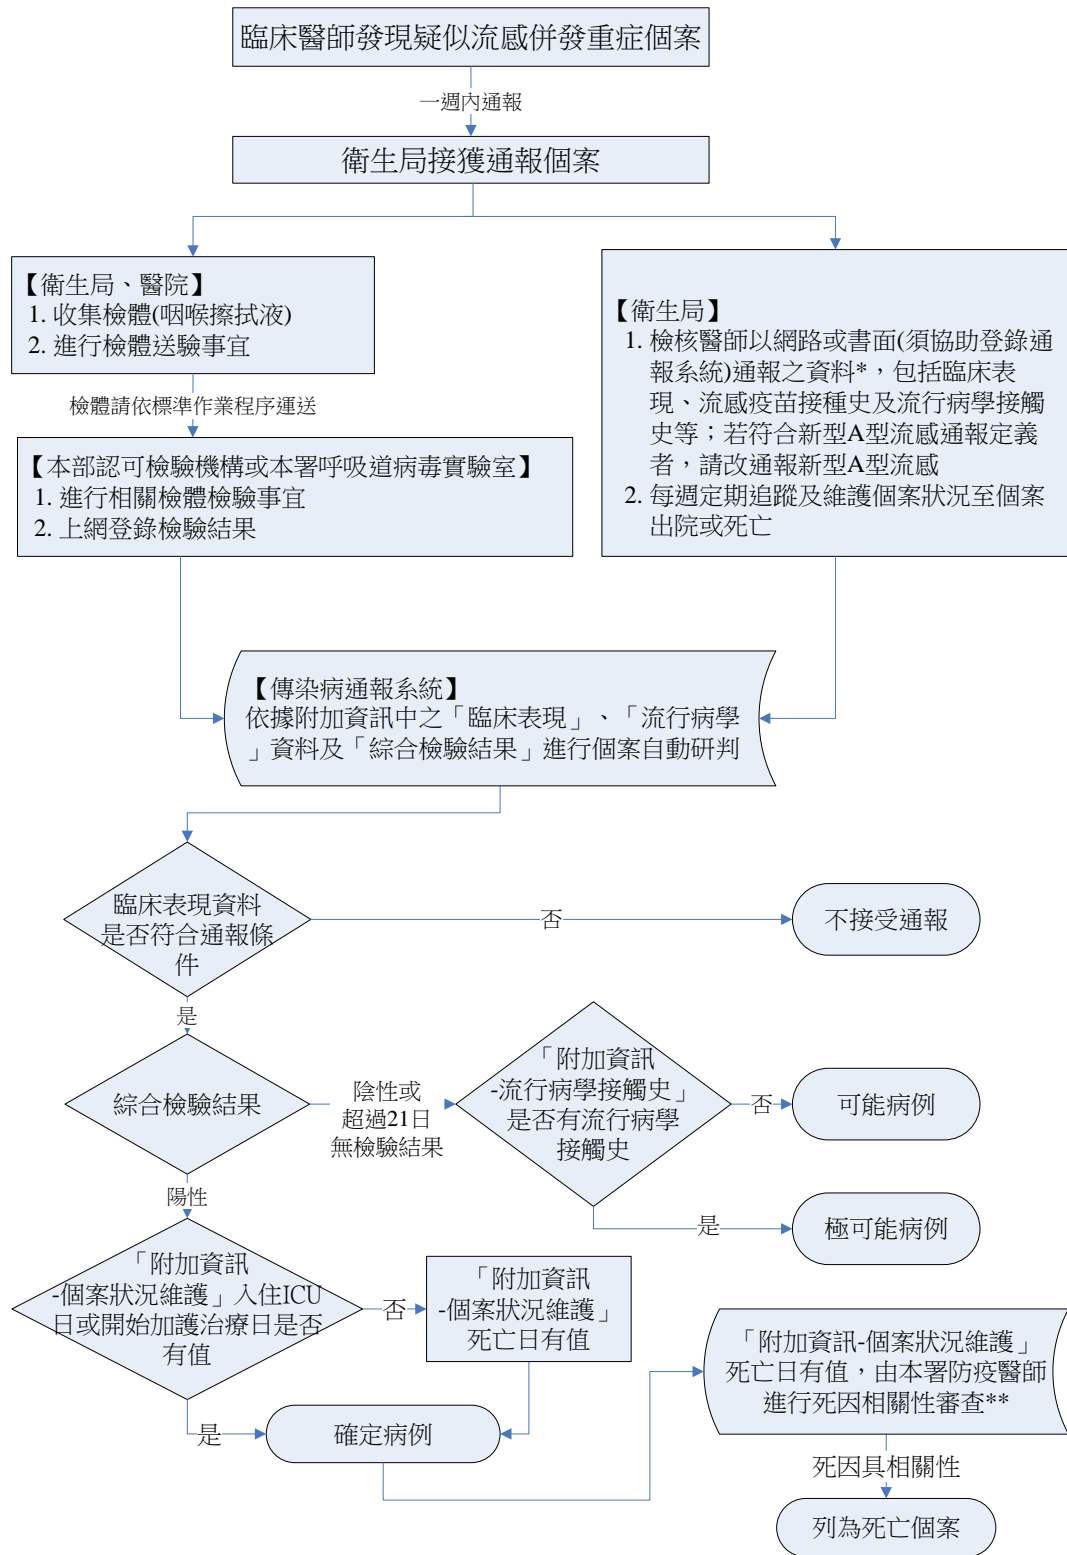 臨床醫師發現疑似流感併發重症個案
一週內通報
衛生局接獲通報個案
【衛生局、醫院】
1. 收集檢體(咽喉擦拭液)
2. 進行檢體送驗事宜
檢體請依標準作業程序運送
【本部認可檢驗機構或本署呼吸道病毒實驗室】
1. 進行相關檢體檢驗事宜
2. 上網登錄檢驗結果
【衛生局】
1. 檢核醫師以網路或書面(須協助登錄通
報系統)通報之資料*，包括臨床表
現、流感疫苗接種史及流行病學接觸
史等；若符合新型A型流感通報定義
者，請改通報新型A型流感
2. 每週定期追蹤及維護個案狀況至個案
出院或死亡
【傳染病通報系統】
依據附加資訊中之「臨床表現」、「流行病學
」資料及「綜合檢驗結果」進行個案自動研判
臨床表現資料
是否符合通報條
件
否
不接受通報
是
綜合檢驗結果
陰性或
超過21日
無檢驗結果
「附加資訊
-流行病學接觸史」
是否有流行病學
接觸史
否
可能病例
是
極可能病例
陽性
「附加資訊
-個案狀況維護」入住ICU
日或開始加護治療日是否
有值
否
「附加資訊
-個案狀況維護」
死亡日有值
是
確定病例
「附加資訊-個案狀況維護」
死亡日有值，由本署防疫醫師
進行死因相關性審查**
死因具相關性
列為死亡個案